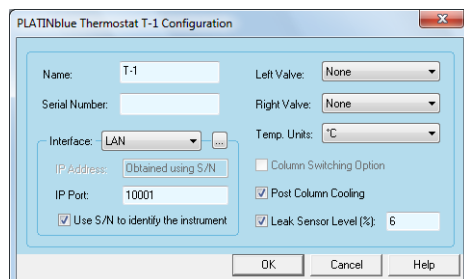 PLATINblue Thermostat T-1 Configuration
Name: T-1
Serial Number:
Interface: LAN ...
IP Address: Obtained using S/N
IP Port: 10001
Use S/N to identify the instrument
Left Valve: None
Right Valve: None
Temp. Units: °C
Column Switching Option
Post Column Cooling
Leak Sensor Level (%): 6
OK Cancel Help